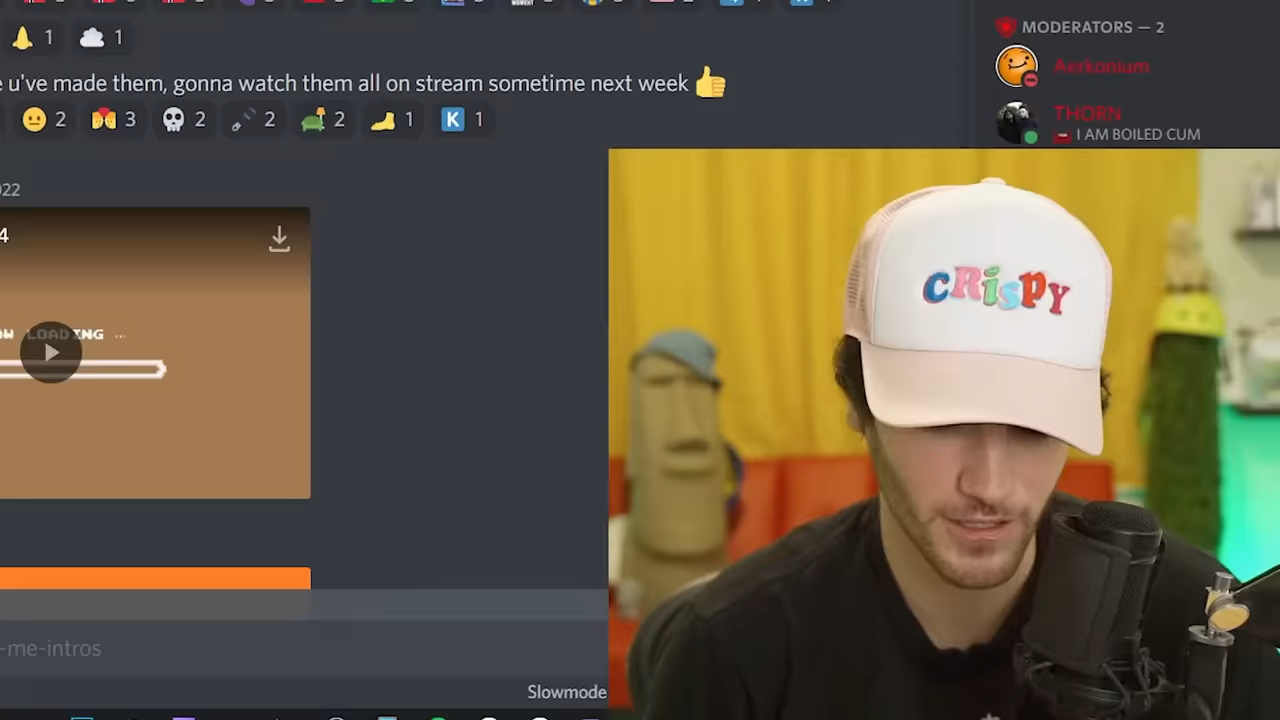 MODERATORS — 2
1 1
Aerkonium
e u've made them, gonna watch them all on stream sometime next week
THORN
2 3 2 2 2 1 K 1
I AM BOILED CUM
022
4
LOADING ...
CRiSPY
-me-intros
Slowmode